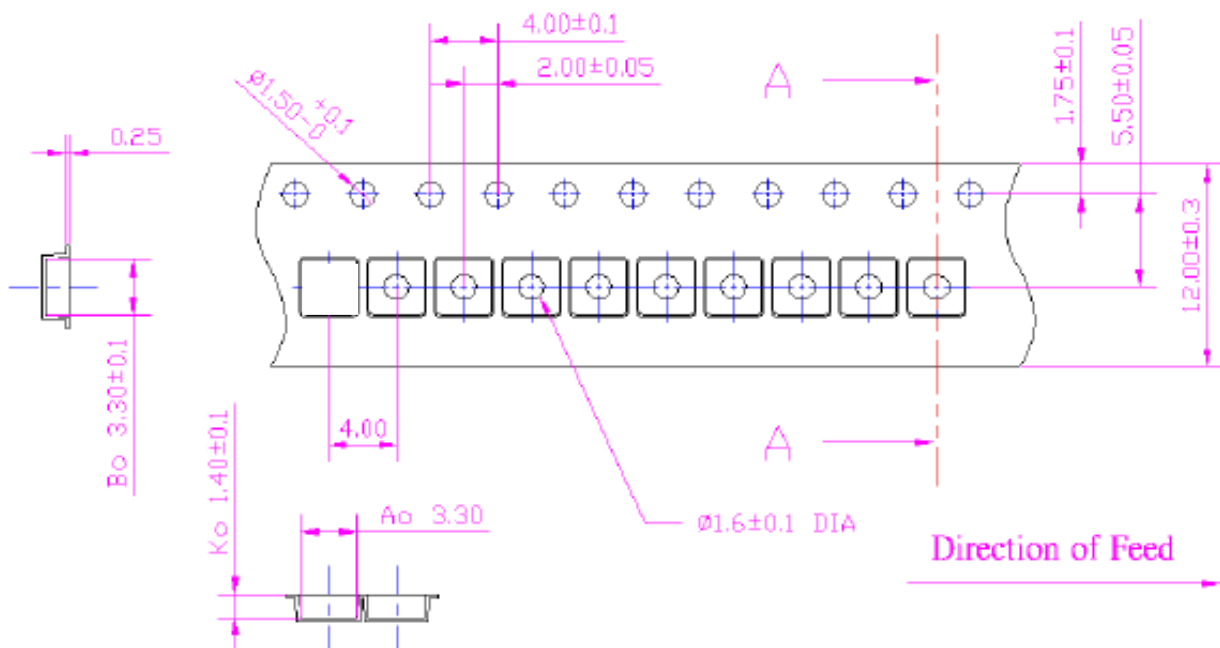 4.00±0.1
2.00±0.05
ø1.50 +0.1
-0
A
1.75±0.1
5.50±0.05
0.25
12.00±0.3
Bo 3.30±0.1
4.00
A
Ko 1.40±0.1
Ao 3.30
ø1.6±0.1 DIA
Direction of Feed